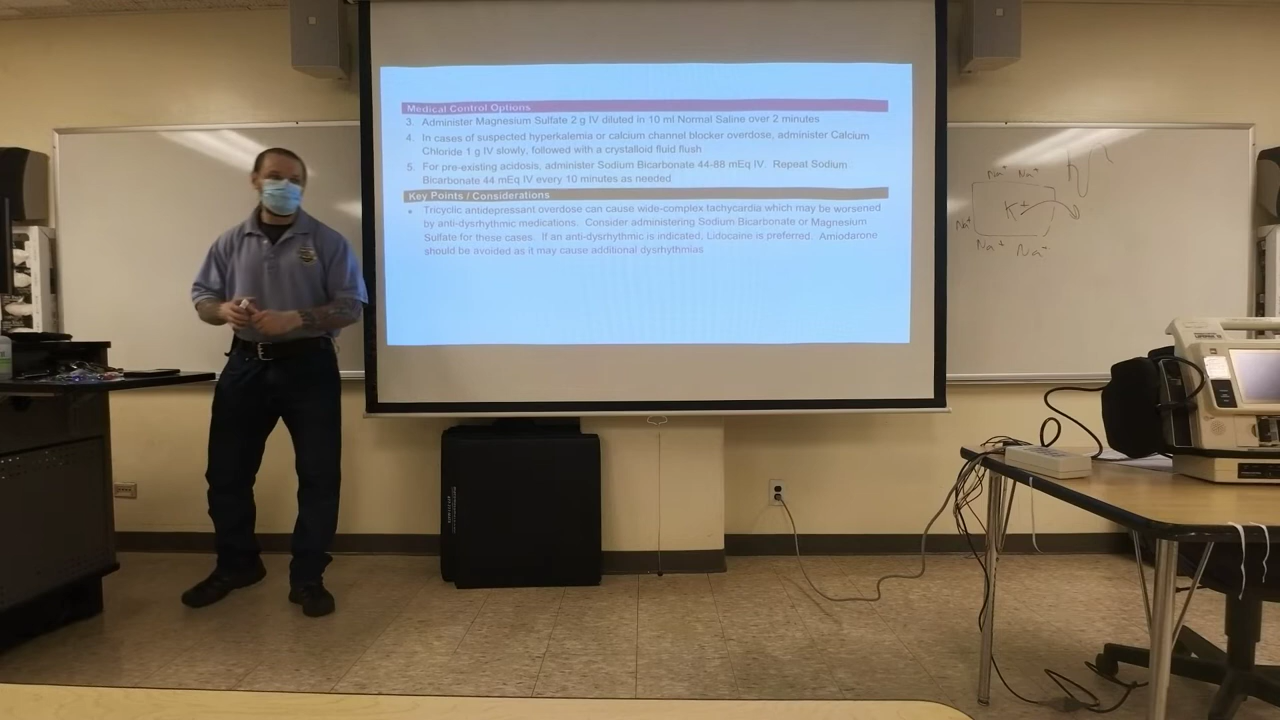 Medical Control Options
3. Administer Magnesium Sulfate 2 g IV diluted in 10 ml Normal Saline over 2 minutes
4. In cases of suspected hyperkalemia or calcium channel blocker overdose, administer Calcium
Chloride 1 g IV slowly, followed with a crystalloid fluid flush
5. For pre-existing acidosis, administer Sodium Bicarbonate 44-88 mEq IV. Repeat Sodium
Bicarbonate 44 mEq IV every 10 minutes as needed
Key Points / Considerations
• Tricyclic antidepressant overdose can cause wide-complex tachycardia which may be worsened
by anti-dysrhythmic medications. Consider administering Sodium Bicarbonate or Magnesium
Sulfate for these cases. If an anti-dysrhythmic is indicated, Lidocaine is preferred. Amiodarone
should be avoided as it may cause additional dysrhythmias
Na+ Na+
K+
Na+
Na+ Na+